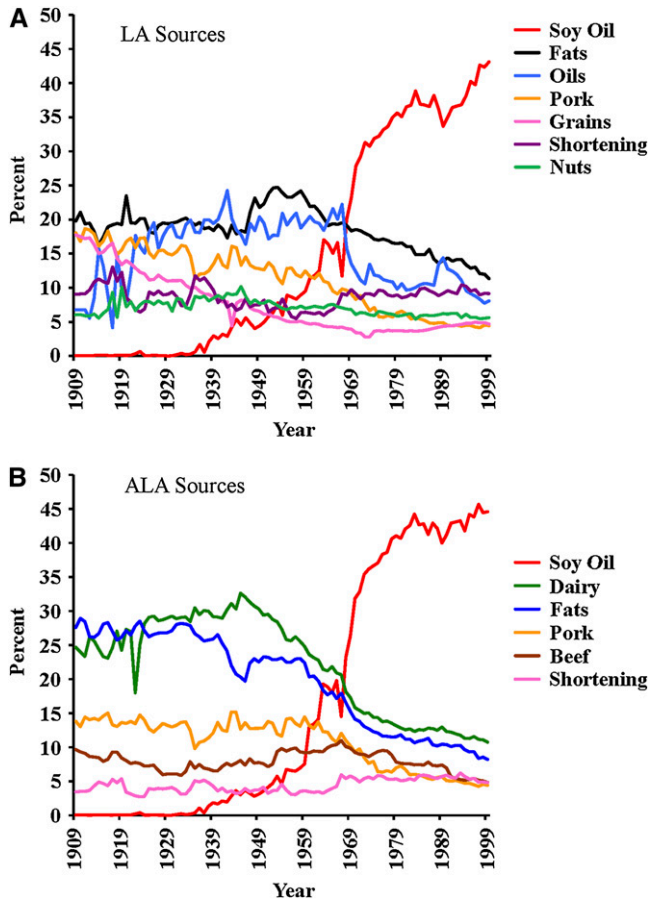 A
LA Sources
50
45
40
35
30
25
20
15
10
5
0
Percent
1909
1919
1929
1939
1949
1959
1969
1979
1989
1999
Year
Soy Oil
Fats
Oils
Pork
Grains
Shortening
Nuts
B
ALA Sources
50
45
40
35
30
25
20
15
10
5
0
Percent
1909
1919
1929
1939
1949
1959
1969
1979
1989
1999
Year
Soy Oil
Dairy
Fats
Pork
Beef
Shortening